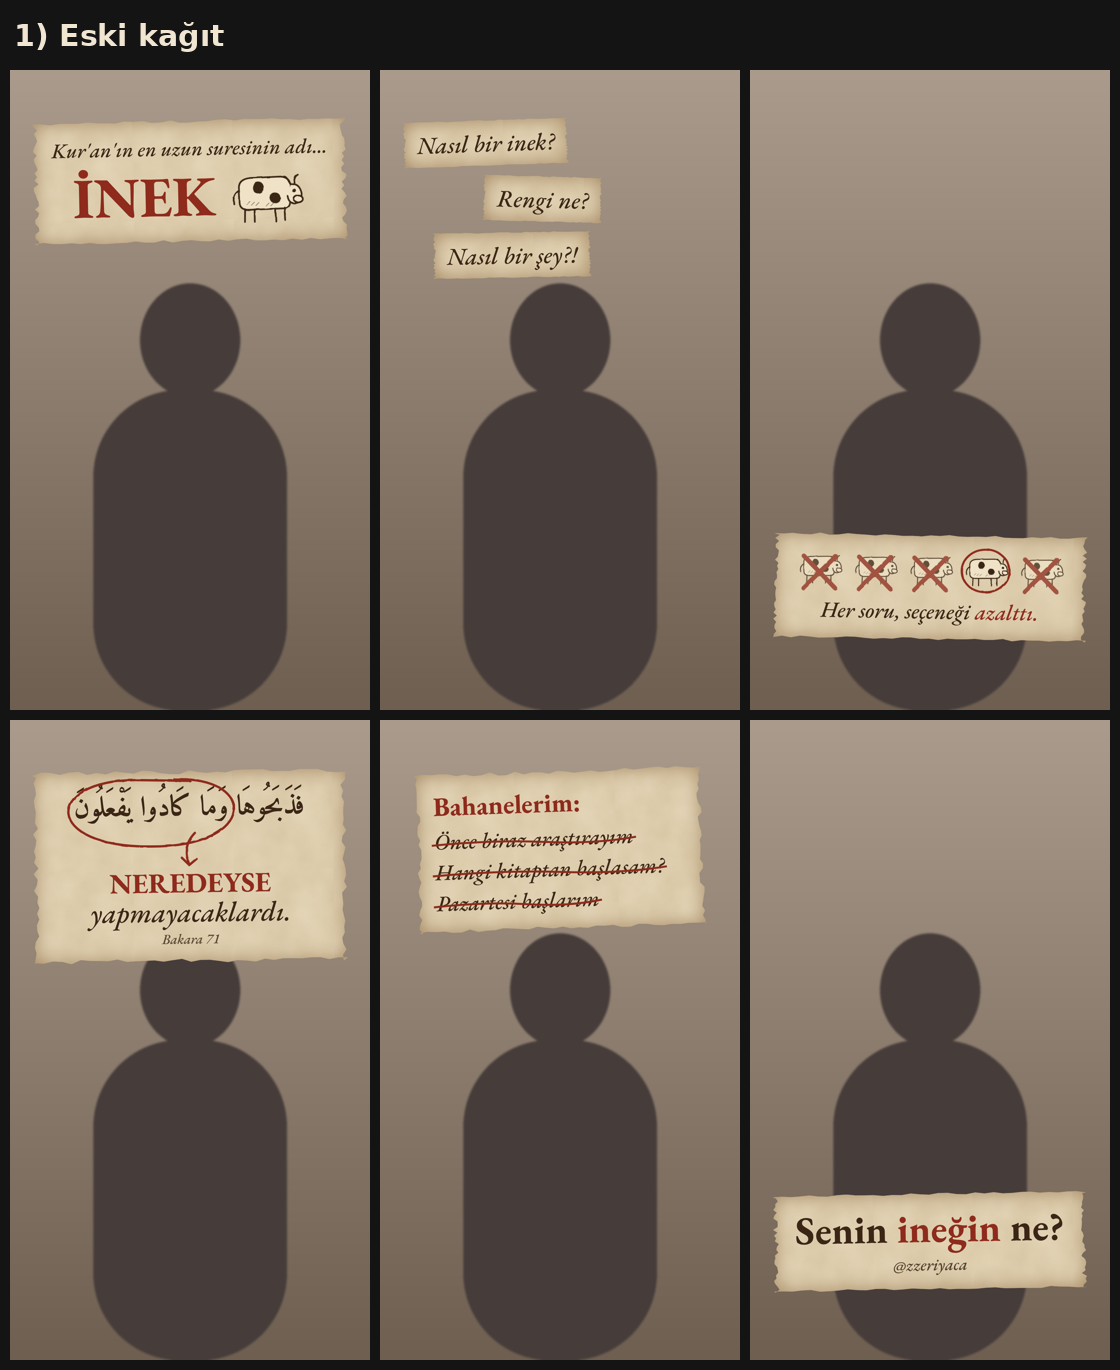 1) Eski kağıt
Kur'an'ın en uzun suresinin adı...
İNEK
Nasıl bir inek?
Rengi ne?
Nasıl bir şey?!
Her soru, seçeneği azalttı.
فَذَبَحُوهَا وَمَا كَادُوا يَفْعَلُونَ
NEREDEYSE
yapmayacaklardı.
Bakara 71
Bahanelerim:
Önce biraz araştırayım
Hangi kitaptan başlasam?
Pazartesi başlarım
Senin ineğin ne?
@zzeriyaca